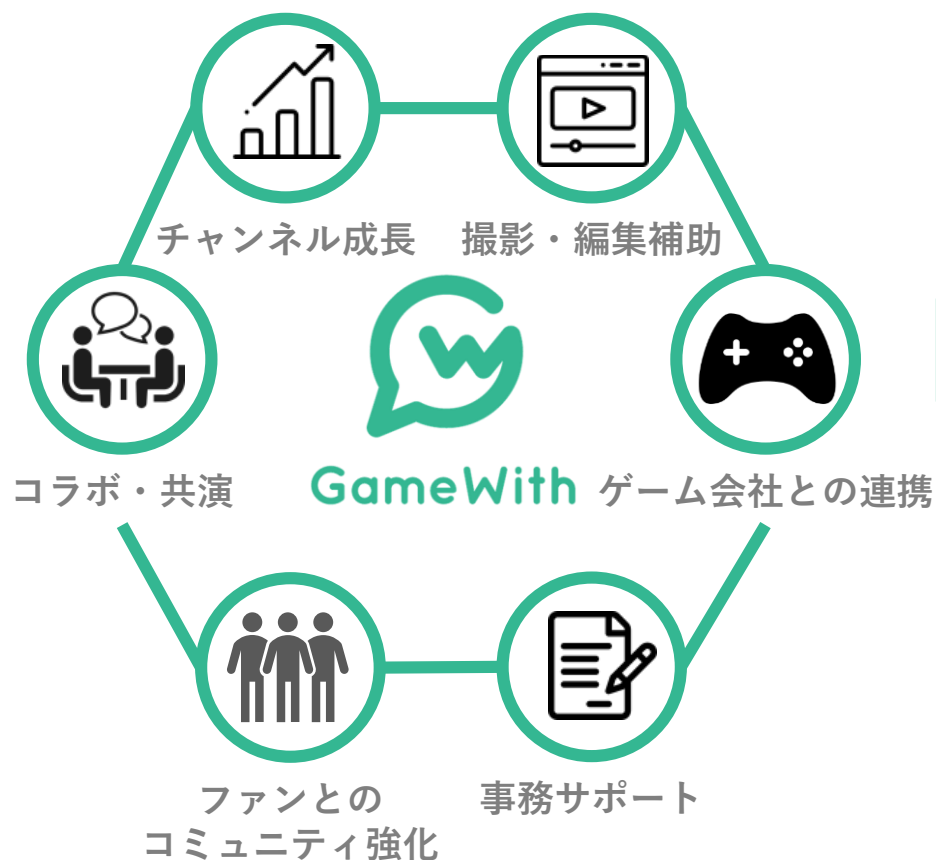 チャンネル成長
撮影・編集補助
コラボ・共演
GameWith
ゲーム会社との連携
ファンとの
コミュニティ強化
事務サポート